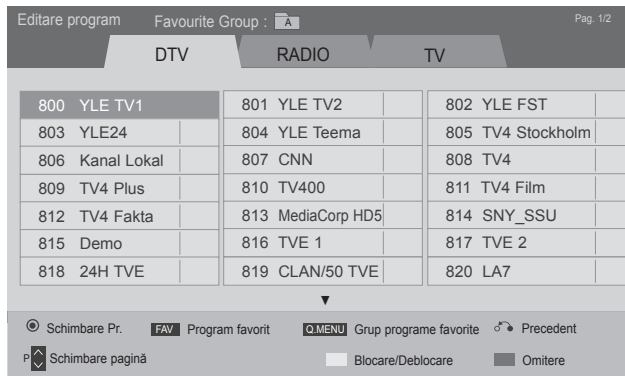 Editare program Favourite Group : A Pag. 1/2
DTV RADIO TV
800 YLE TV1 801 YLE TV2 802 YLE FST
803 YLE24 804 YLE Teema 805 TV4 Stockholm
806 Kanal Lokal 807 CNN 808 TV4
809 TV4 Plus 810 TV400 811 TV4 Film
812 TV4 Fakta 813 MediaCorp HD5 814 SNY_SSU
815 Demo 816 TVE 1 817 TVE 2
818 24H TVE 819 CLAN/50 TVE 820 LA7
Schimbare Pr. FAV Program favorit Q.MENU Grup programe favorite Precedent
P Schimbare pagină Blocare/Deblocare Omitere